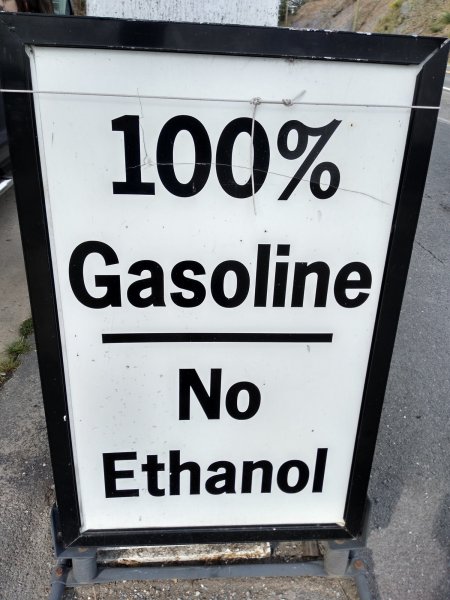 100%
Gasoline
No
Ethanol